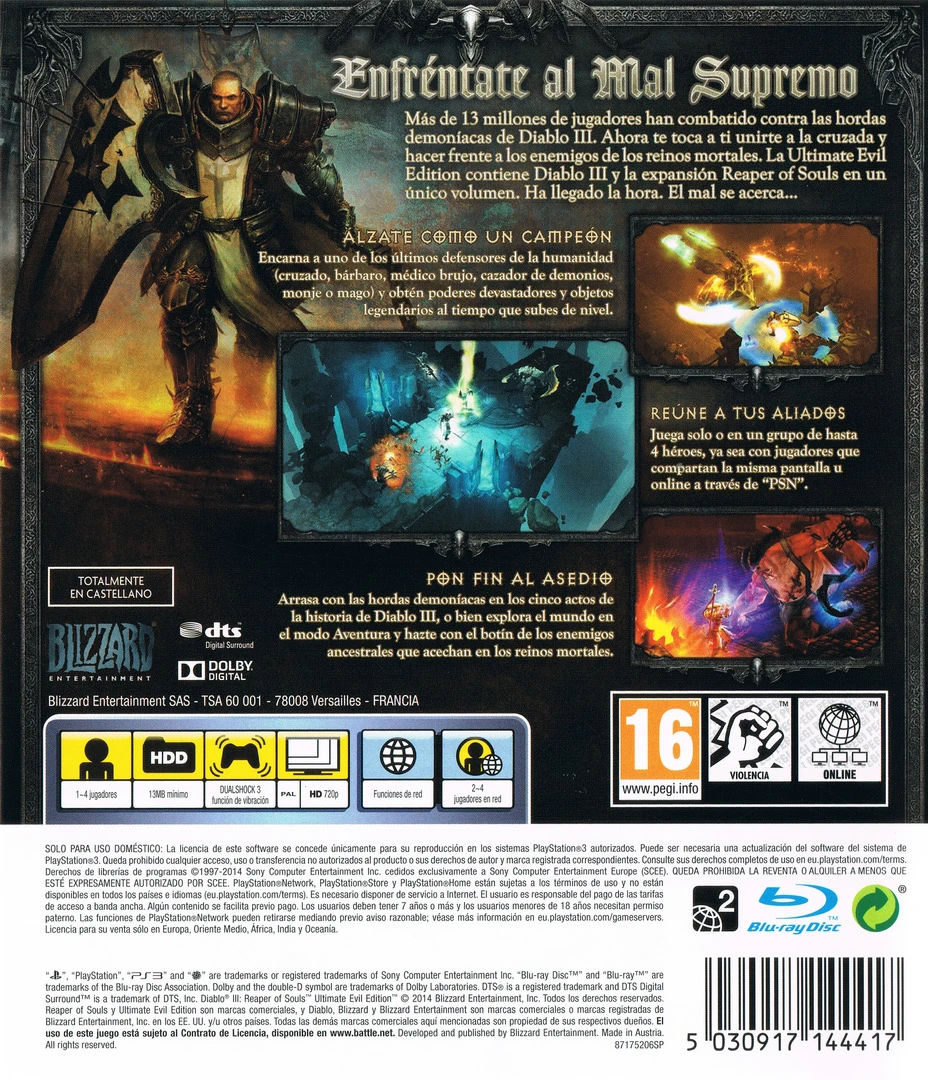 Enfréntate al Mal Supremo
Más de 13 millones de jugadores han combatido contra las hordas
demoníacas de Diablo III. Ahora te toca a ti unirte a la cruzada y
hacer frente a los enemigos de los reinos mortales. La Ultimate Evil
Edition contiene Diablo III y la expansión Reaper of Souls en un
único volumen. Ha llegado la hora. El mal se acerca...
ÁLZATE COMO UN CAMPEÓN
Encarna a uno de los últimos defensores de la humanidad
(cruzado, bárbaro, médico brujo, cazador de demonios,
monje o mago) y obtén poderes devastadores y objetos
legendarios al tiempo que subes de nivel.
REÚNE A TUS ALIADOS
Juega solo o en un grupo de hasta
4 héroes, ya sea con jugadores que
compartan la misma pantalla u
online a través de “PSN”.
PON FIN AL ASEDIO
Arrasa con las hordas demoníacas en los cinco actos de
la historia de Diablo III, o bien explora el mundo en
el modo Aventura y hazte con el botín de los enemigos
ancestrales que acechan en los reinos mortales.
TOTALMENTE
EN CASTELLANO
BLIZZARD
ENTERTAINMENT
dts
Digital Surround
DOLBY
DIGITAL
Blizzard Entertainment SAS - TSA 60 001 - 78008 Versailles - FRANCIA
1~4 jugadores
HDD
13MB mínimo
DUALSHOCK 3
función de vibración
PAL
HD 720p
Funciones de red
2~4
jugadores en red
16
www.pegi.info
VIOLENCIA
ONLINE
SOLO PARA USO DOMÉSTICO: La licencia de este software se concede únicamente para su reproducción en los sistemas PlayStation®3 autorizados. Puede ser necesaria una actualización del software del sistema de
PlayStation®3. Queda prohibido cualquier acceso, uso o transferencia no autorizados al producto o sus derechos de autor y marca registrada correspondientes. Consulte sus derechos completos de uso en eu.playstation.com/terms.
Derechos de librerías de programas ©1997-2014 Sony Computer Entertainment Inc. cedidos exclusivamente a Sony Computer Entertainment Europe (SCEE). QUEDA PROHIBIDA LA REVENTA O ALQUILER A MENOS QUE
ESTÉ EXPRESAMENTE AUTORIZADO POR SCEE. PlayStation®Network, PlayStation®Store y PlayStation®Home están sujetas a los términos de uso y no están
disponibles en todos los países e idiomas (eu.playstation.com/terms). Es necesario disponer de servicio a Internet. El usuario es responsable del pago de las tarifas
de acceso a banda ancha. Algún contenido se facilita previo pago. Los usuarios deben tener 7 años o más y los usuarios menores de 18 años necesitan permiso
paterno. Las funciones de PlayStation®Network pueden retirarse mediando previo aviso razonable; véase más información en eu.playstation.com/gameservers.
Licencia para su venta sólo en Europa, Oriente Medio, África, India y Oceanía.
2
Blu-ray Disc™
“ ”, “PlayStation”, “PS3” and “ ” are trademarks or registered trademarks of Sony Computer Entertainment Inc. “Blu-ray Disc™” and “Blu-ray™” are
trademarks of the Blu-ray Disc Association. Dolby and the double-D symbol are trademarks of Dolby Laboratories. DTS® is a registered trademark and DTS Digital
Surround™ is a trademark of DTS, Inc. Diablo® III: Reaper of Souls™ Ultimate Evil Edition™ © 2014 Blizzard Entertainment, Inc. Todos los derechos reservados.
Reaper of Souls y Ultimate Evil Edition son marcas comerciales, y Diablo, Blizzard y Blizzard Entertainment son marcas comerciales o marcas registradas de
Blizzard Entertainment, Inc. en los EE. UU. y/u otros países. Todas las demás marcas comerciales aquí mencionadas son propiedad de sus respectivos dueños. El
uso de este juego está sujeto al Contrato de Licencia, disponible en www.battle.net. Developed and published by Blizzard Entertainment. Made in Austria.
All rights reserved.
87175206SP
5 030917 144417